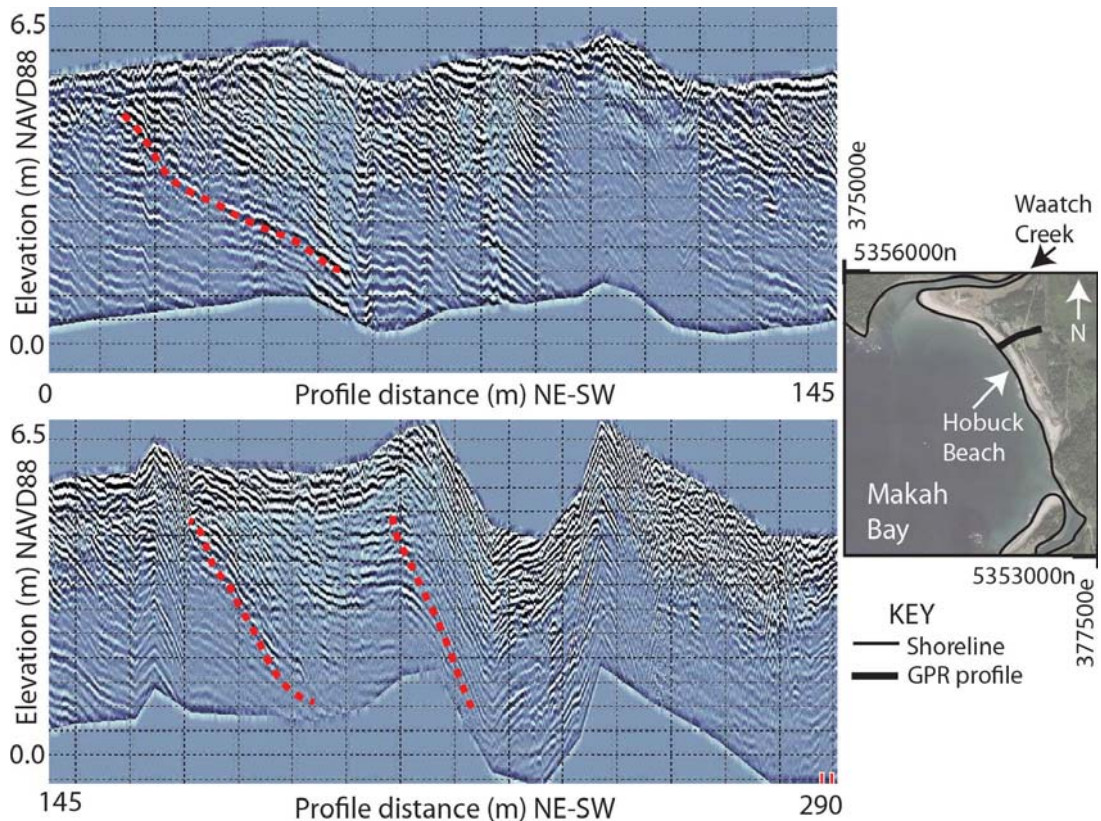 6.5
Elevation (m) NAVD88
0.0
0
Profile distance (m) NE-SW
145
6.5
Elevation (m) NAVD88
0.0
145
Profile distance (m) NE-SW
290
375000e
Waatch
Creek
5356000n
N
Hobuck
Beach
Makah
Bay
5353000n
377500e
KEY
Shoreline
GPR profile